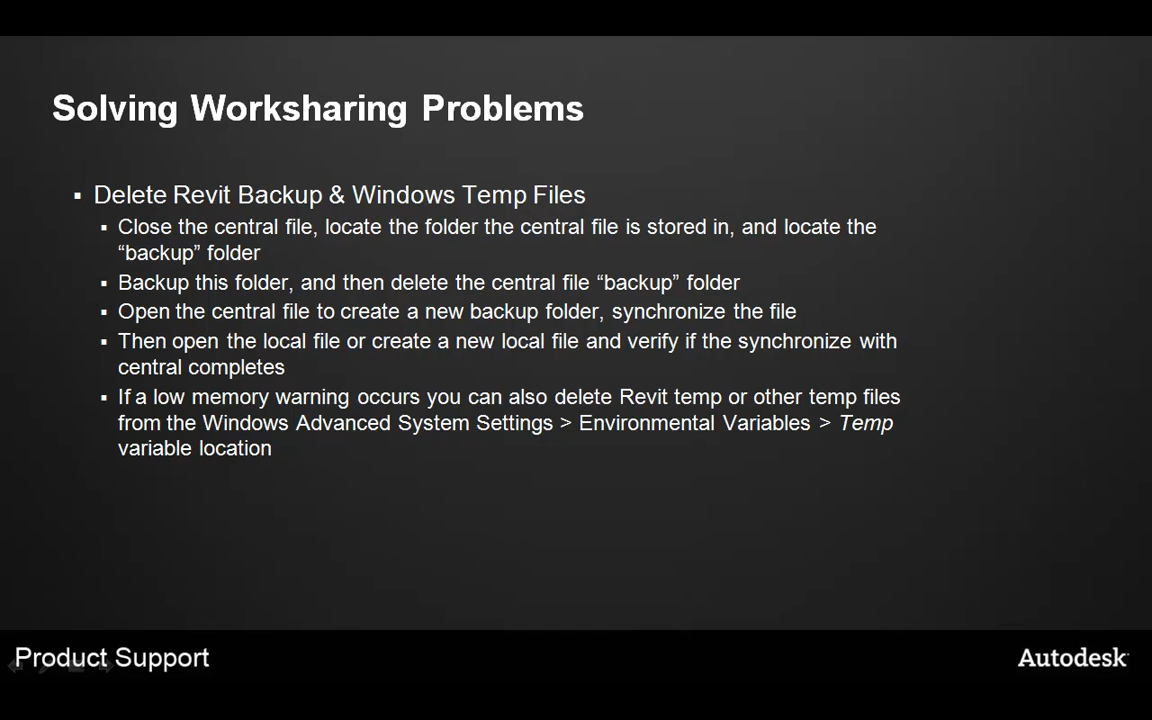 Solving Worksharing Problems
▪ Delete Revit Backup & Windows Temp Files
▪ Close the central file, locate the folder the central file is stored in, and locate the
“backup” folder
▪ Backup this folder, and then delete the central file “backup” folder
▪ Open the central file to create a new backup folder, synchronize the file
▪ Then open the local file or create a new local file and verify if the synchronize with
central completes
▪ If a low memory warning occurs you can also delete Revit temp or other temp files
from the Windows Advanced System Settings > Environmental Variables > Temp
variable location
Product Support
Autodesk